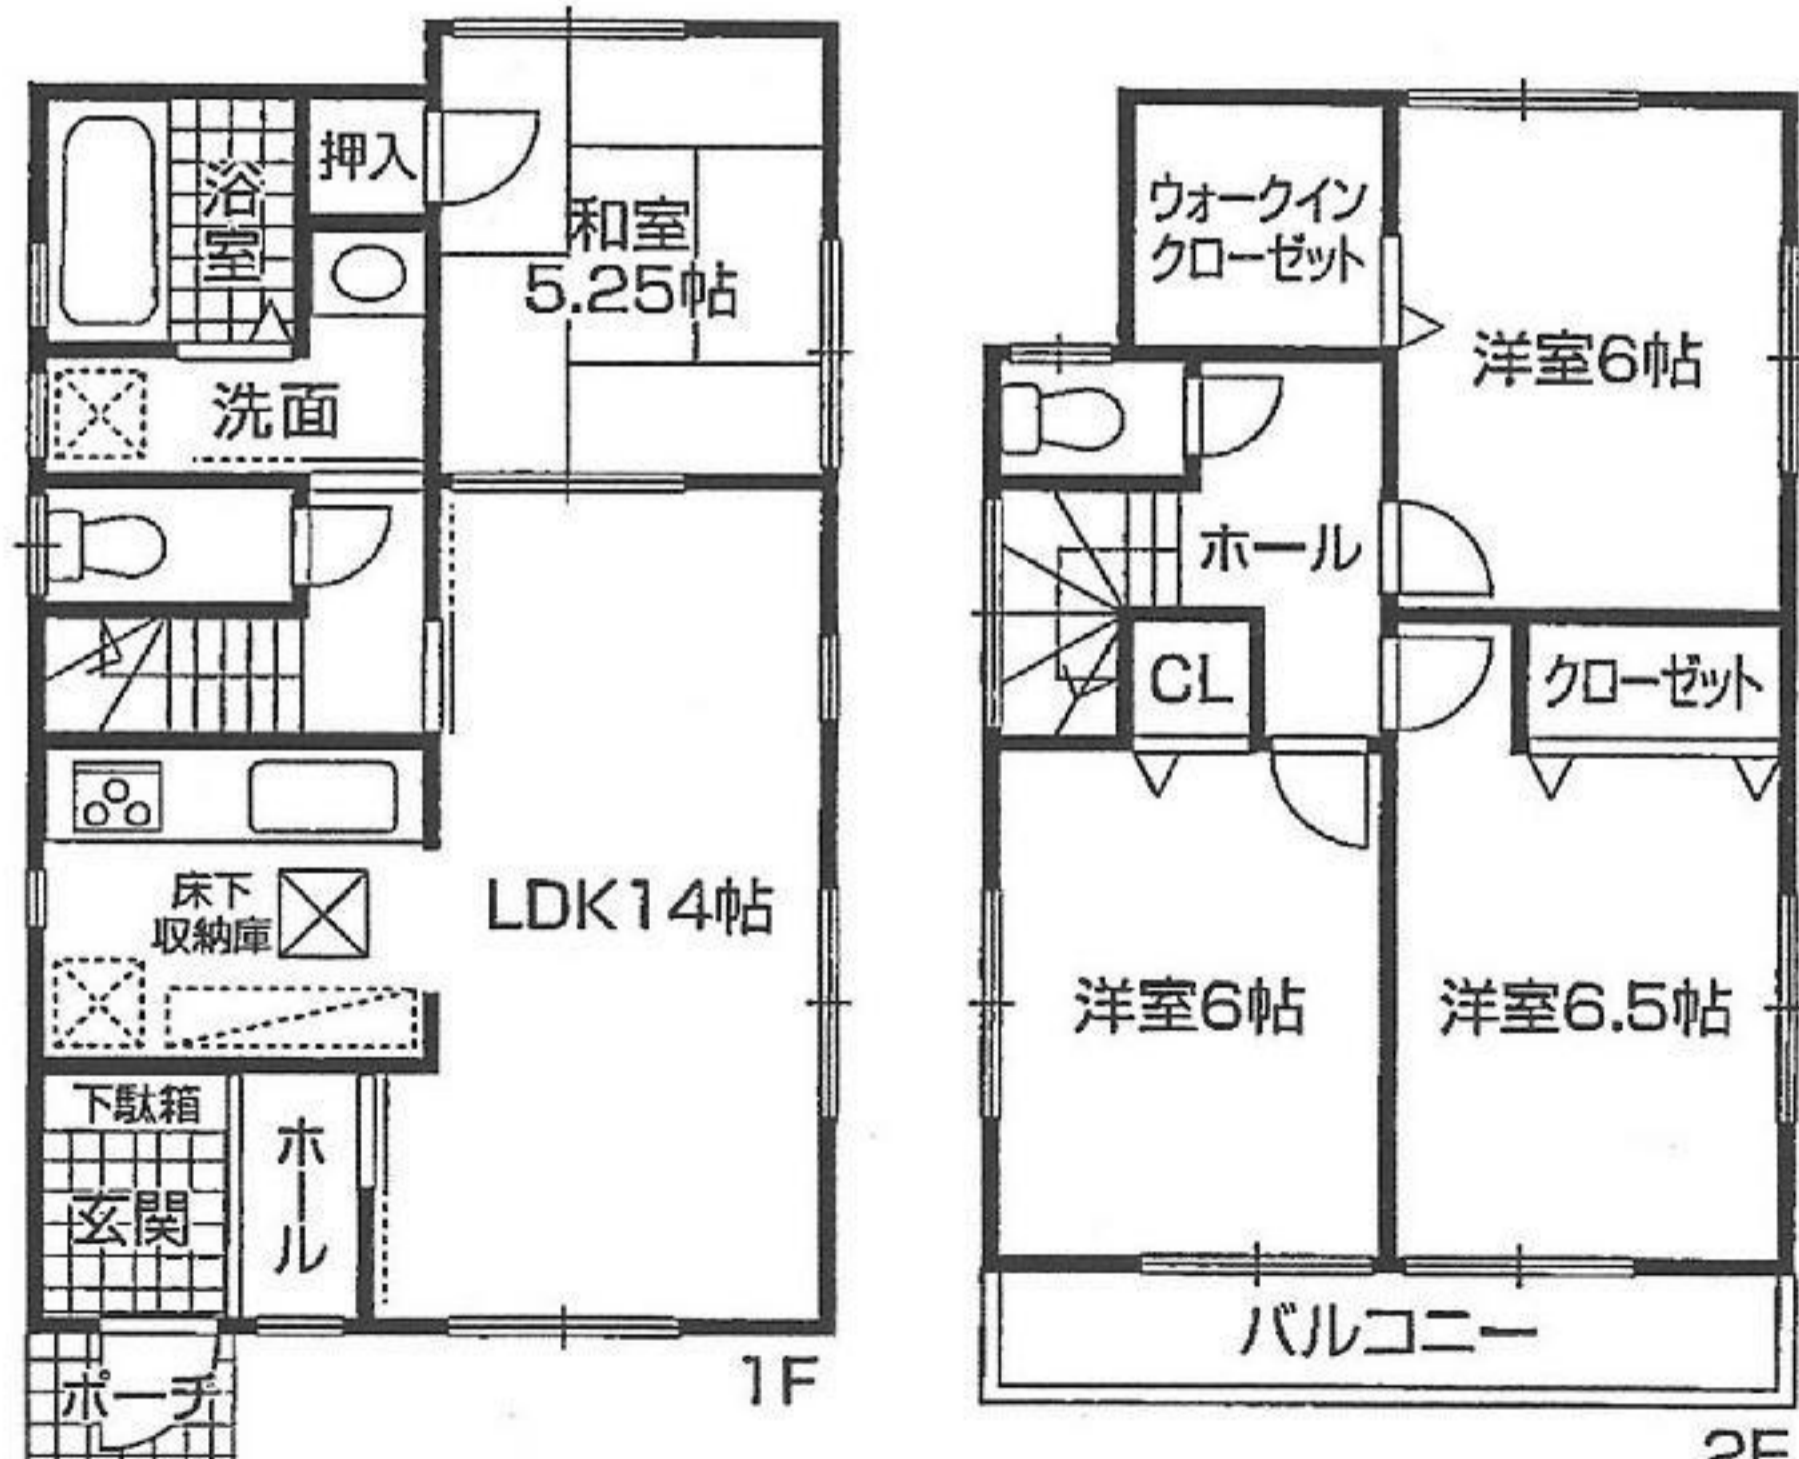 浴室
押入
和室
5.25帖
洗面
床下
収納庫
LDK14帖
下駄箱
玄関
ホール
ポーチ
1F
ウォークイン
クローゼット
洋室6帖
ホール
CL
クローゼット
洋室6帖
洋室6.5帖
バルコニー
2F